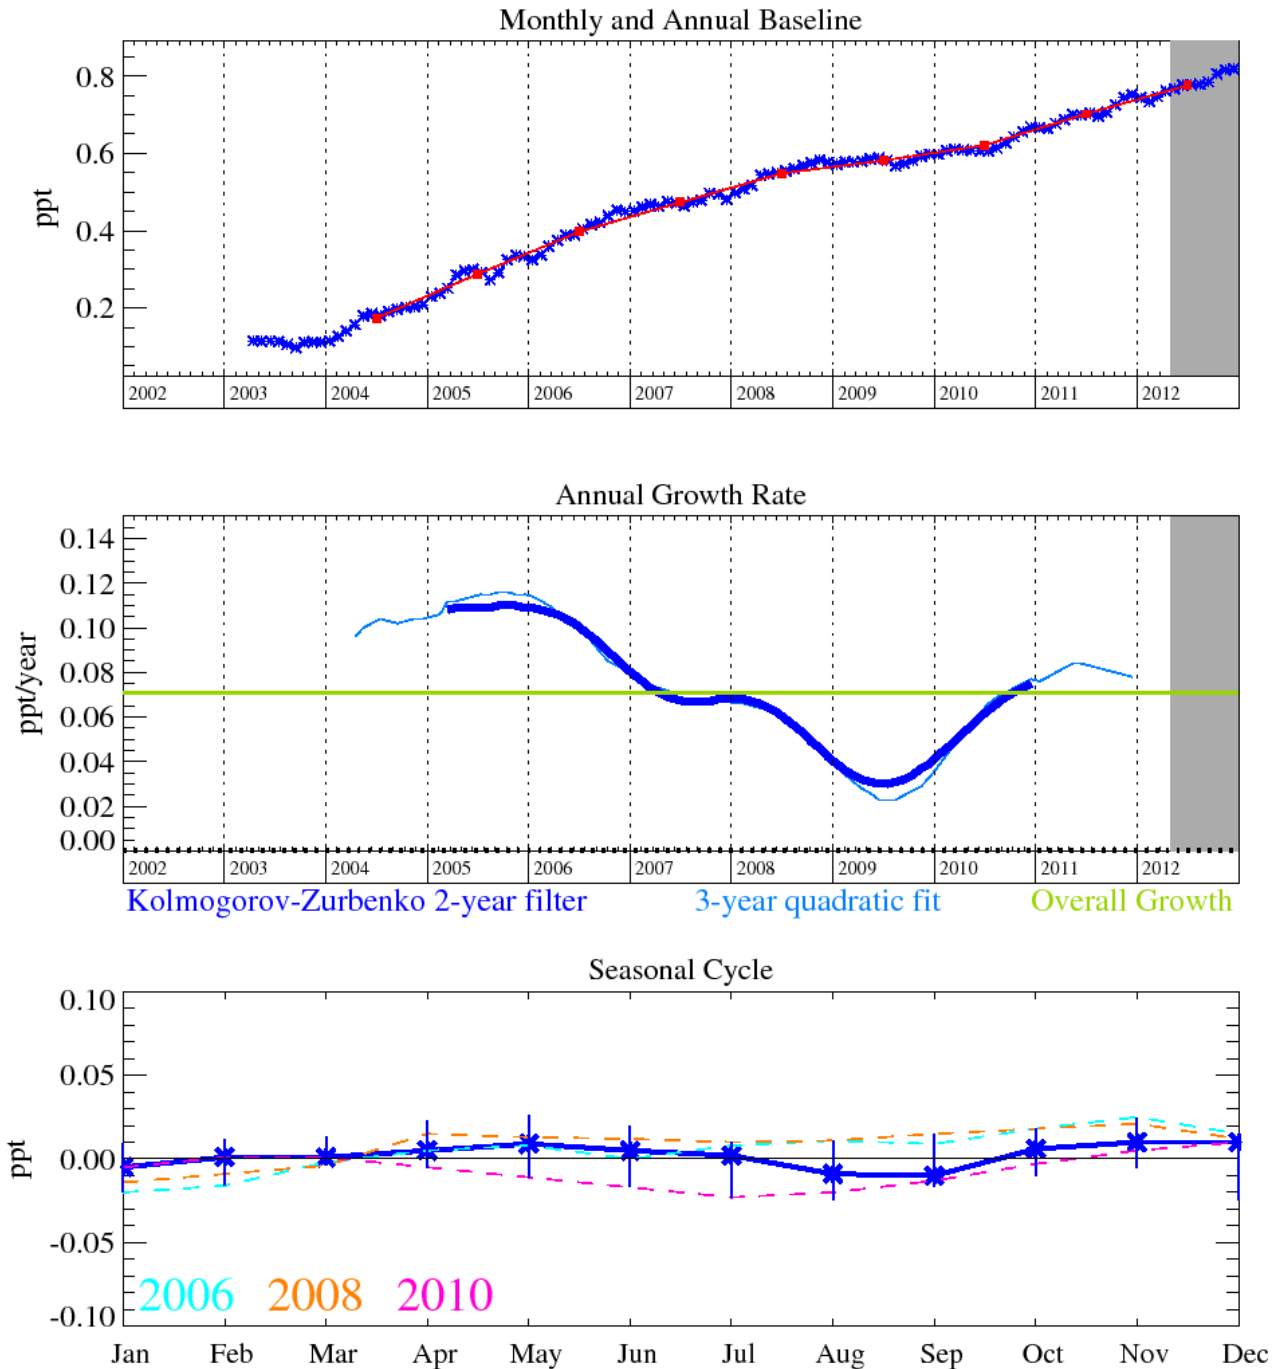 Monthly and Annual Baseline
0.8
0.6
0.4
0.2
ppt
2002 2003 2004 2005 2006 2007 2008 2009 2010 2011 2012
Annual Growth Rate
0.14
0.12
0.10
0.08
0.06
0.04
0.02
0.00
ppt/year
2002 2003 2004 2005 2006 2007 2008 2009 2010 2011 2012
Kolmogorov-Zurbenko 2-year filter 3-year quadratic fit Overall Growth
Seasonal Cycle
0.10
0.05
0.00
-0.05
-0.10
ppt
2006 2008 2010
Jan Feb Mar Apr May Jun Jul Aug Sep Oct Nov Dec